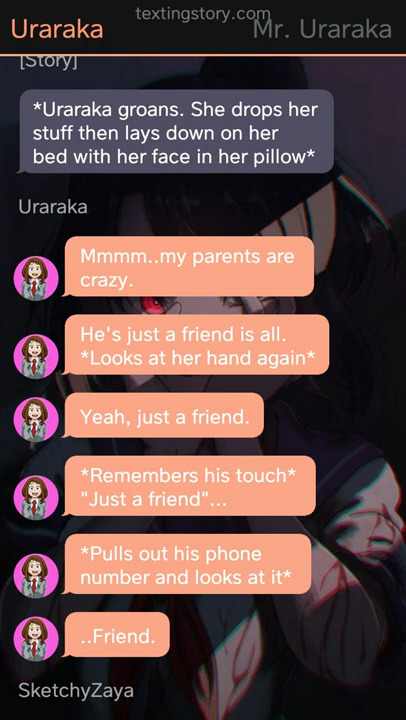 textingstory.com
Uraraka
Mr. Uraraka
[Story]
*Uraraka groans. She drops her
stuff then lays down on her
bed with her face in her pillow*
Uraraka
Mmmm..my parents are
crazy.
He's just a friend is all.
*Looks at her hand again*
Yeah, just a friend.
*Remembers his touch*
"Just a friend"...
*Pulls out his phone
number and looks at it*
..Friend.
SketchyZaya